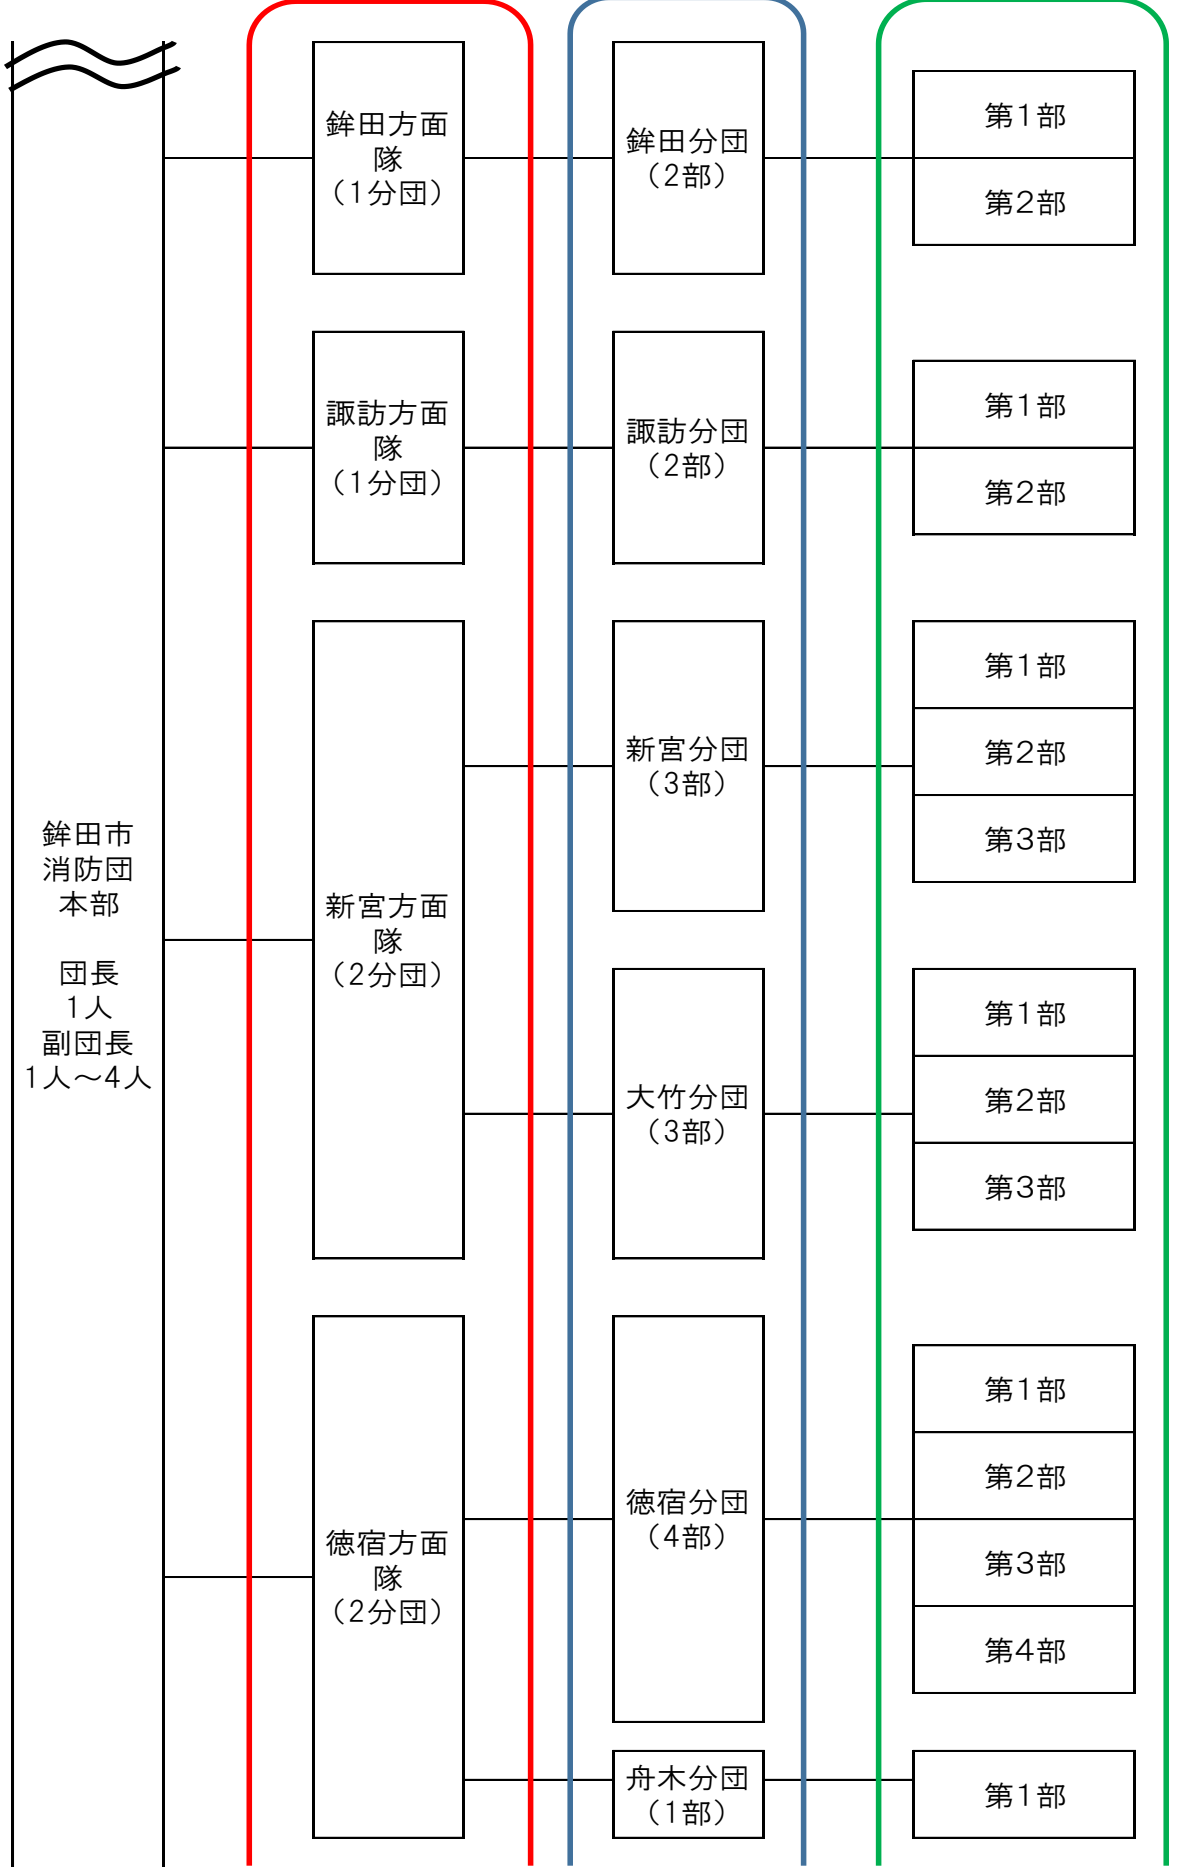 鉾田市
消防団
本部
団長
1人
副団長
1人～4人
鉾田方面
隊
（1分団）
鉾田分団
（2部）
第1部
第2部
諏訪方面
隊
（1分団）
諏訪分団
（2部）
第1部
第2部
新宮方面
隊
（2分団）
新宮分団
（3部）
第1部
第2部
第3部
大竹分団
（3部）
第1部
第2部
第3部
徳宿方面
隊
（2分団）
徳宿分団
（4部）
第1部
第2部
第3部
第4部
舟木分団
（1部）
第1部